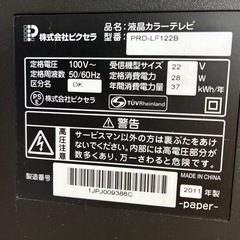 株式会社ピクセラ
品名：液晶カラーテレビ
型名：PRD-LF122B
定格電圧：100V~
定格周波数：50/60Hz
区分：DK
受信機型サイズ：22 V
定格消費電力：28 W
年間消費電力量：37 kWh/年
PSE
TÜVRheinland
高圧注意
警告
サービスマン以外の方は裏ぶたをあけないでください。
内部には高電圧部分が数多くあり、万一さわると危険です。
MADE IN CHINA
製造番号
1JPJ009386C
2011年製
-paper-